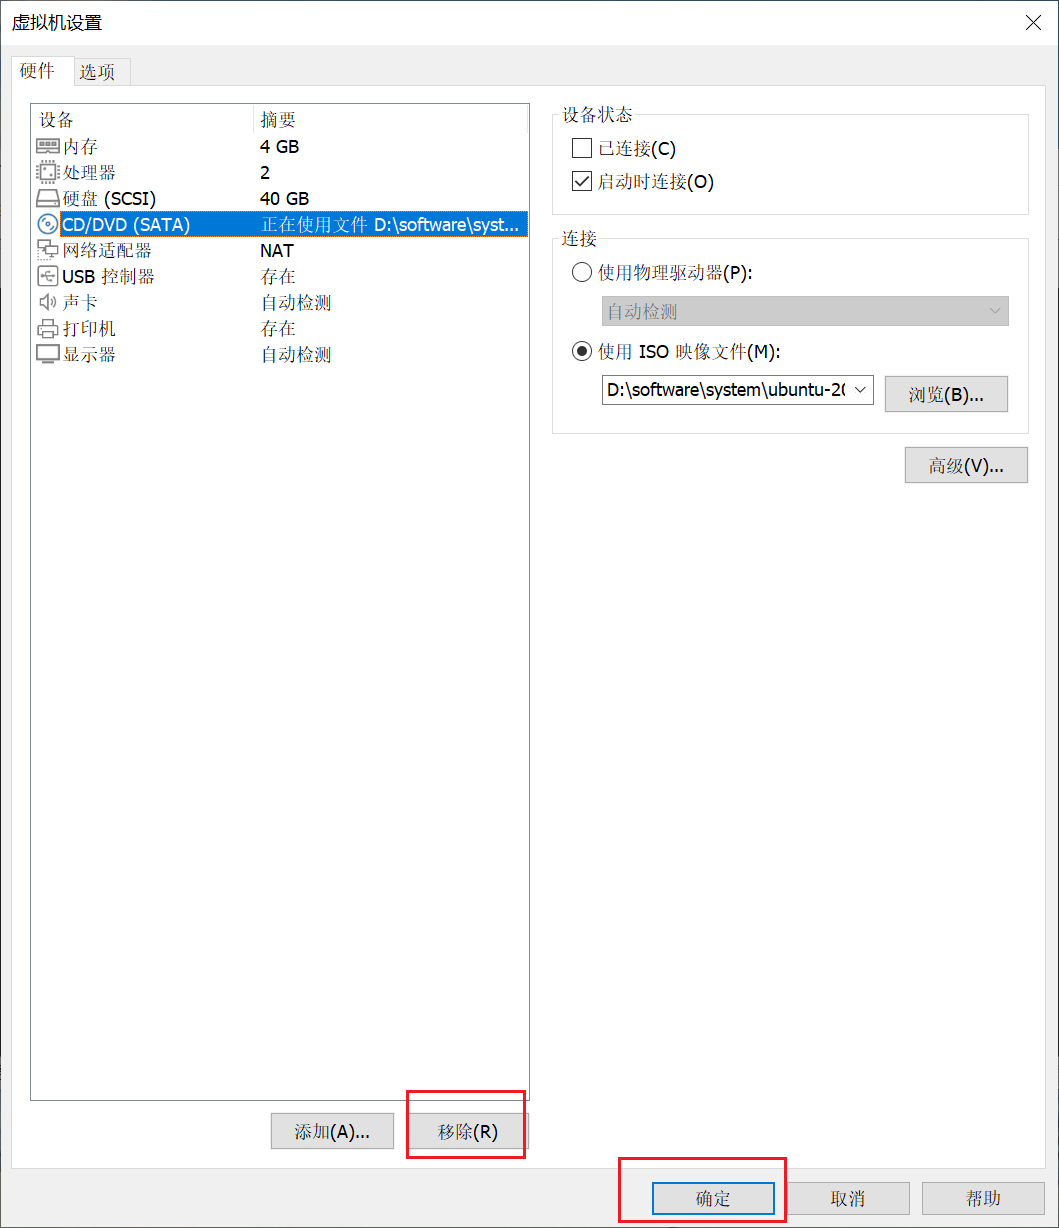 虚拟机设置
硬件 选项
设备 摘要
内存 4 GB
处理器 2
硬盘 (SCSI) 40 GB
CD/DVD (SATA) 正在使用文件 D:\software\syst...
网络适配器 NAT
USB 控制器 存在
声卡 自动检测
打印机 存在
显示器 自动检测
添加(A)... 移除(R)
设备状态
已连接(C)
启动时连接(O)
连接
使用物理驱动器(P):
自动检测
使用 ISO 映像文件(M):
D:\software\system\ubuntu-20 浏览(B)...
高级(V)...
确定 取消 帮助